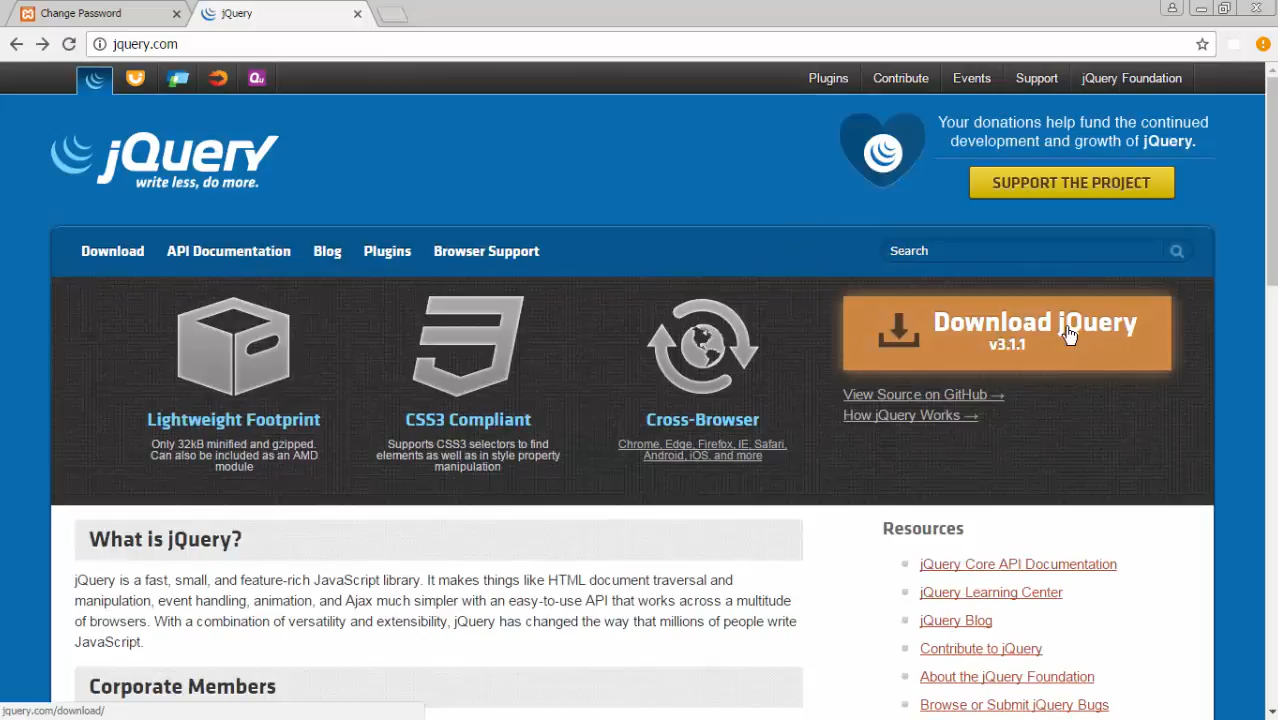 Change Password
jQuery
jquery.com
Qu
Plugins
Contribute
Events
Support
jQuery Foundation
jQuery
write less, do more.
Your donations help fund the continued
development and growth of jQuery.
SUPPORT THE PROJECT
Download
API Documentation
Blog
Plugins
Browser Support
Search
Lightweight Footprint
Only 32kB minified and gzipped.
Can also be included as an AMD
module
CSS3 Compliant
Supports CSS3 selectors to find
elements as well as in style property
manipulation
Cross-Browser
Chrome, Edge, Firefox, IE, Safari,
Android, iOS, and more
Download jQuery
v3.1.1
View Source on GitHub →
How jQuery Works →
What is jQuery?
jQuery is a fast, small, and feature-rich JavaScript library. It makes things like HTML document traversal and
manipulation, event handling, animation, and Ajax much simpler with an easy-to-use API that works across a multitude
of browsers. With a combination of versatility and extensibility, jQuery has changed the way that millions of people write
JavaScript.
Corporate Members
Resources
jQuery Core API Documentation
jQuery Learning Center
jQuery Blog
Contribute to jQuery
About the jQuery Foundation
Browse or Submit jQuery Bugs
jquery.com/download/